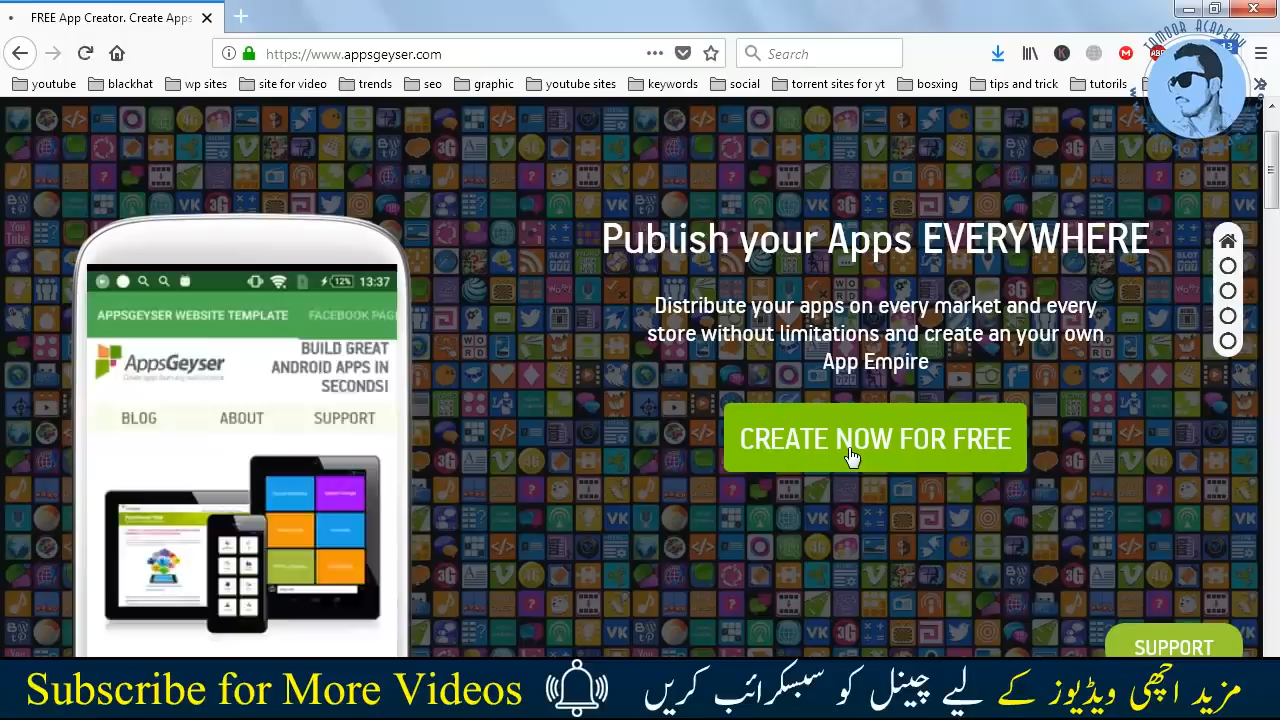 FREE App Creator. Create Apps
https://www.appsgeyser.com
Search
youtube
blackhat
wp sites
site for video
trends
seo
graphic
youtube sites
keywords
social
torrent sites for yt
bosxing
tips and trick
tutorils
TAMOOR ACADEMY
13:37
12%
APPSGEYSER WEBSITE TEMPLATE FACEBOOK PAG
AppsGeyser
BUILD GREAT
ANDROID APPS IN
SECONDS!
BLOG ABOUT SUPPORT
Publish your Apps EVERYWHERE
Distribute your apps on every market and every
store without limitations and create an your own
App Empire
CREATE NOW FOR FREE
SUPPORT
Subscribe for More Videos
مزید اچھی ویڈیوز کے لیے چینل کو سبسکرائب کریں